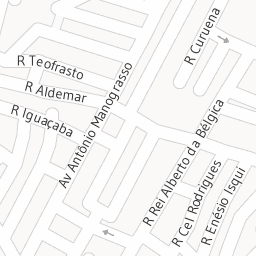 R Curuena
R Teofrasto
R Aldemar
R Iguaçaba
Av Antônio Manograsso
R Rei Alberto da Bélgica
R Cel Rodrigues
R Enésio Isqui